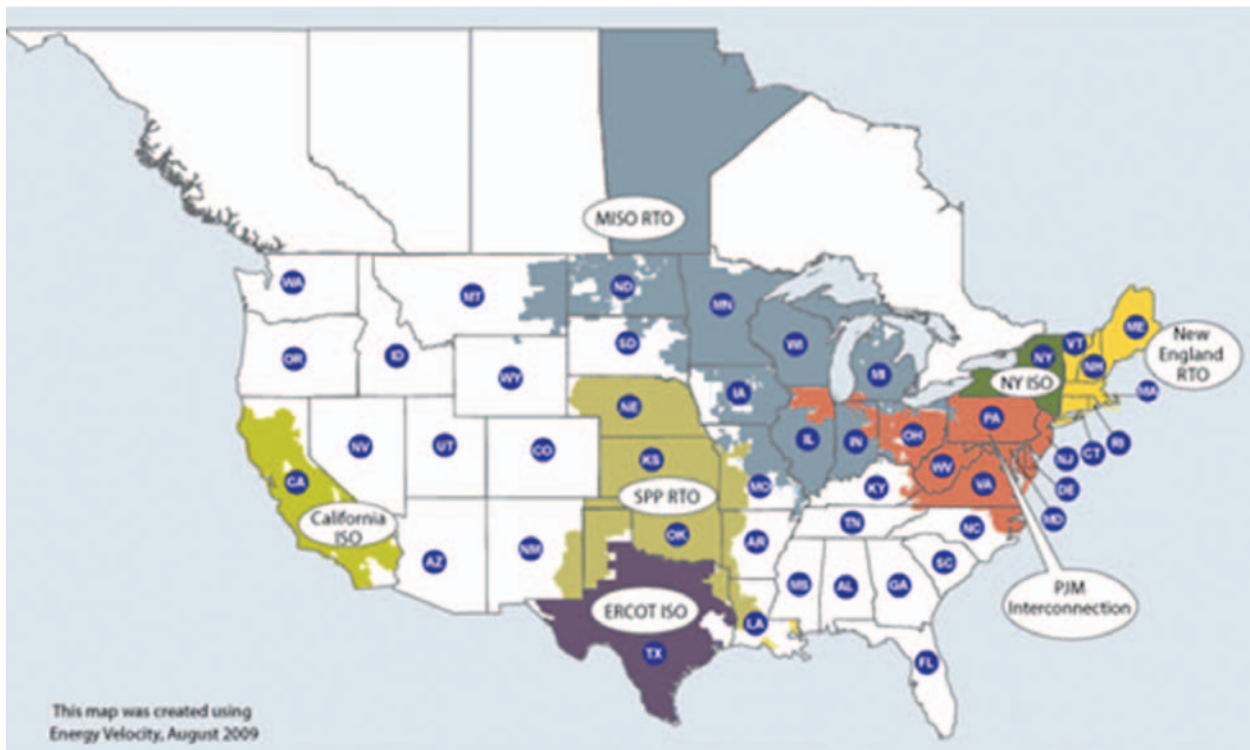 MISO RTO
WA
MT
ND
MN
OR
ID
SD
WI
WY
MI
NY
VT
ME
NH
New
England
RTO
NY ISO
MA
NE
IA
NV
UT
CO
KS
IL
IN
OH
PA
WV
VA
NJ
CT
RI
DE
MD
CA
California
ISO
SPP RTO
MO
KY
AZ
NM
OK
AR
TN
NC
SC
MS
AL
GA
PJM
Interconnection
ERCOT ISO
LA
TX
FL
This map was created using
Energy Velocity, August 2009